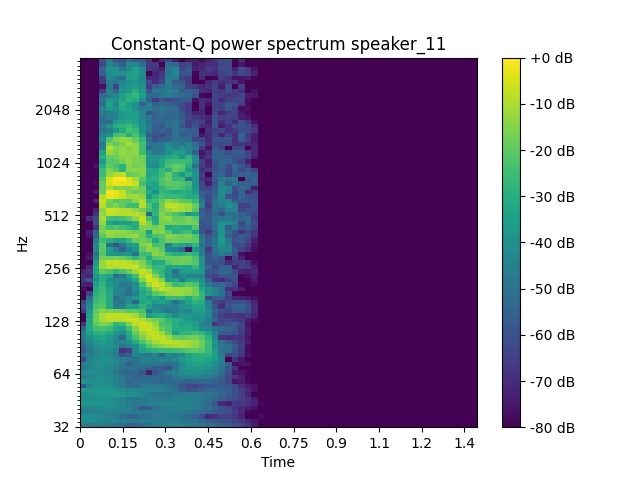 Constant-Q power spectrum speaker_11
Hz
2048
1024
512
256
128
64
32
0 0.15 0.3 0.45 0.6 0.75 0.9 1.1 1.2 1.4
Time
+0 dB
-10 dB
-20 dB
-30 dB
-40 dB
-50 dB
-60 dB
-70 dB
-80 dB